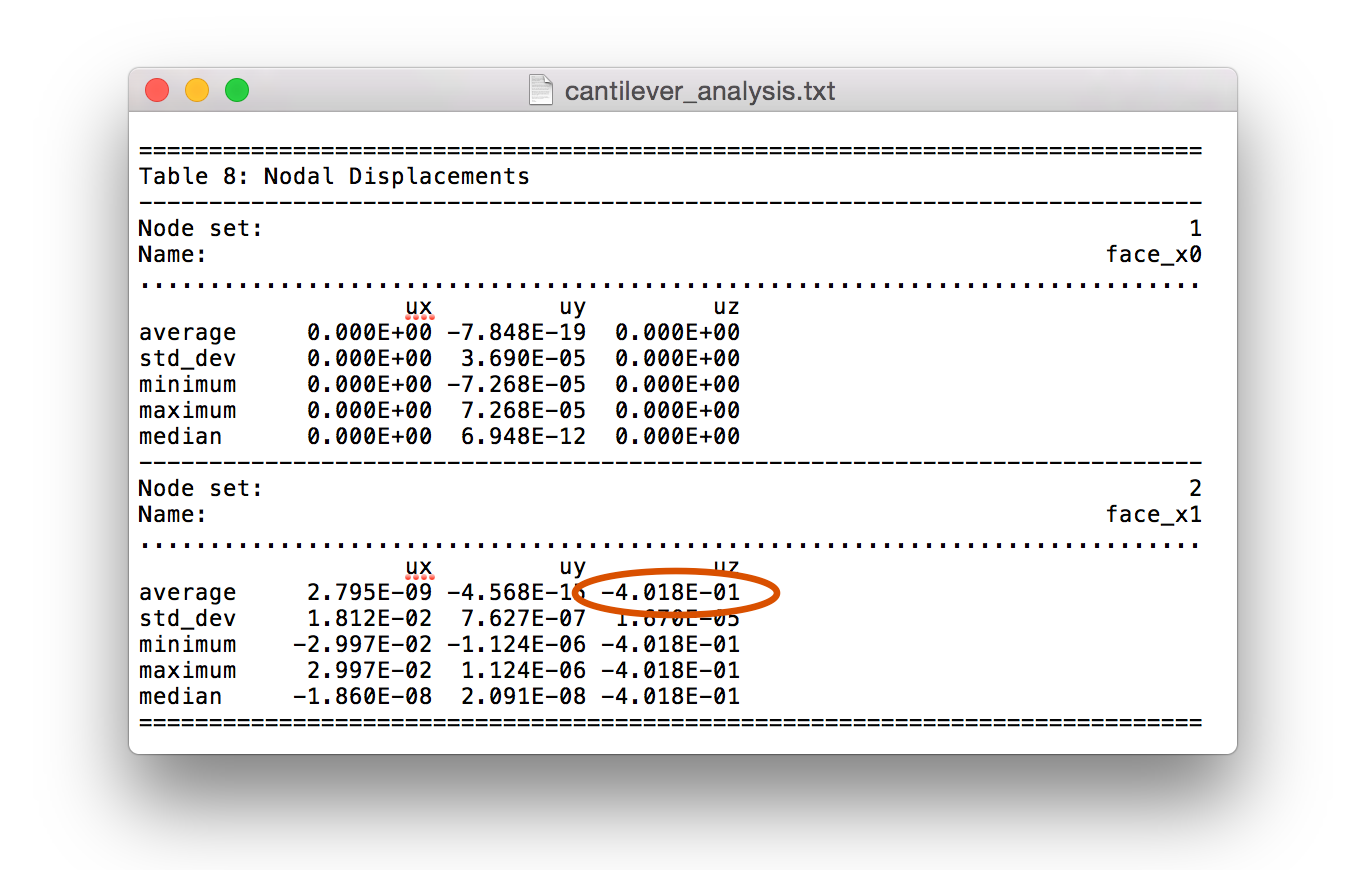 cantilever_analysis.txt
============================================================================
Table 8: Nodal Displacements
----------------------------------------------------------------------------
Node set: 1
Name: face_x0
............................................................................
ux uy uz
average 0.000E+00 -7.848E-19 0.000E+00
std_dev 0.000E+00 3.690E-05 0.000E+00
minimum 0.000E+00 -7.268E-05 0.000E+00
maximum 0.000E+00 7.268E-05 0.000E+00
median 0.000E+00 6.948E-12 0.000E+00
----------------------------------------------------------------------------
Node set: 2
Name: face_x1
............................................................................
ux uy uz
average 2.795E-09 -4.568E-15 -4.018E-01
std_dev 1.812E-02 7.627E-07 1.670E-05
minimum -2.997E-02 -1.124E-06 -4.018E-01
maximum 2.997E-02 1.124E-06 -4.018E-01
median -1.860E-08 2.091E-08 -4.018E-01
============================================================================